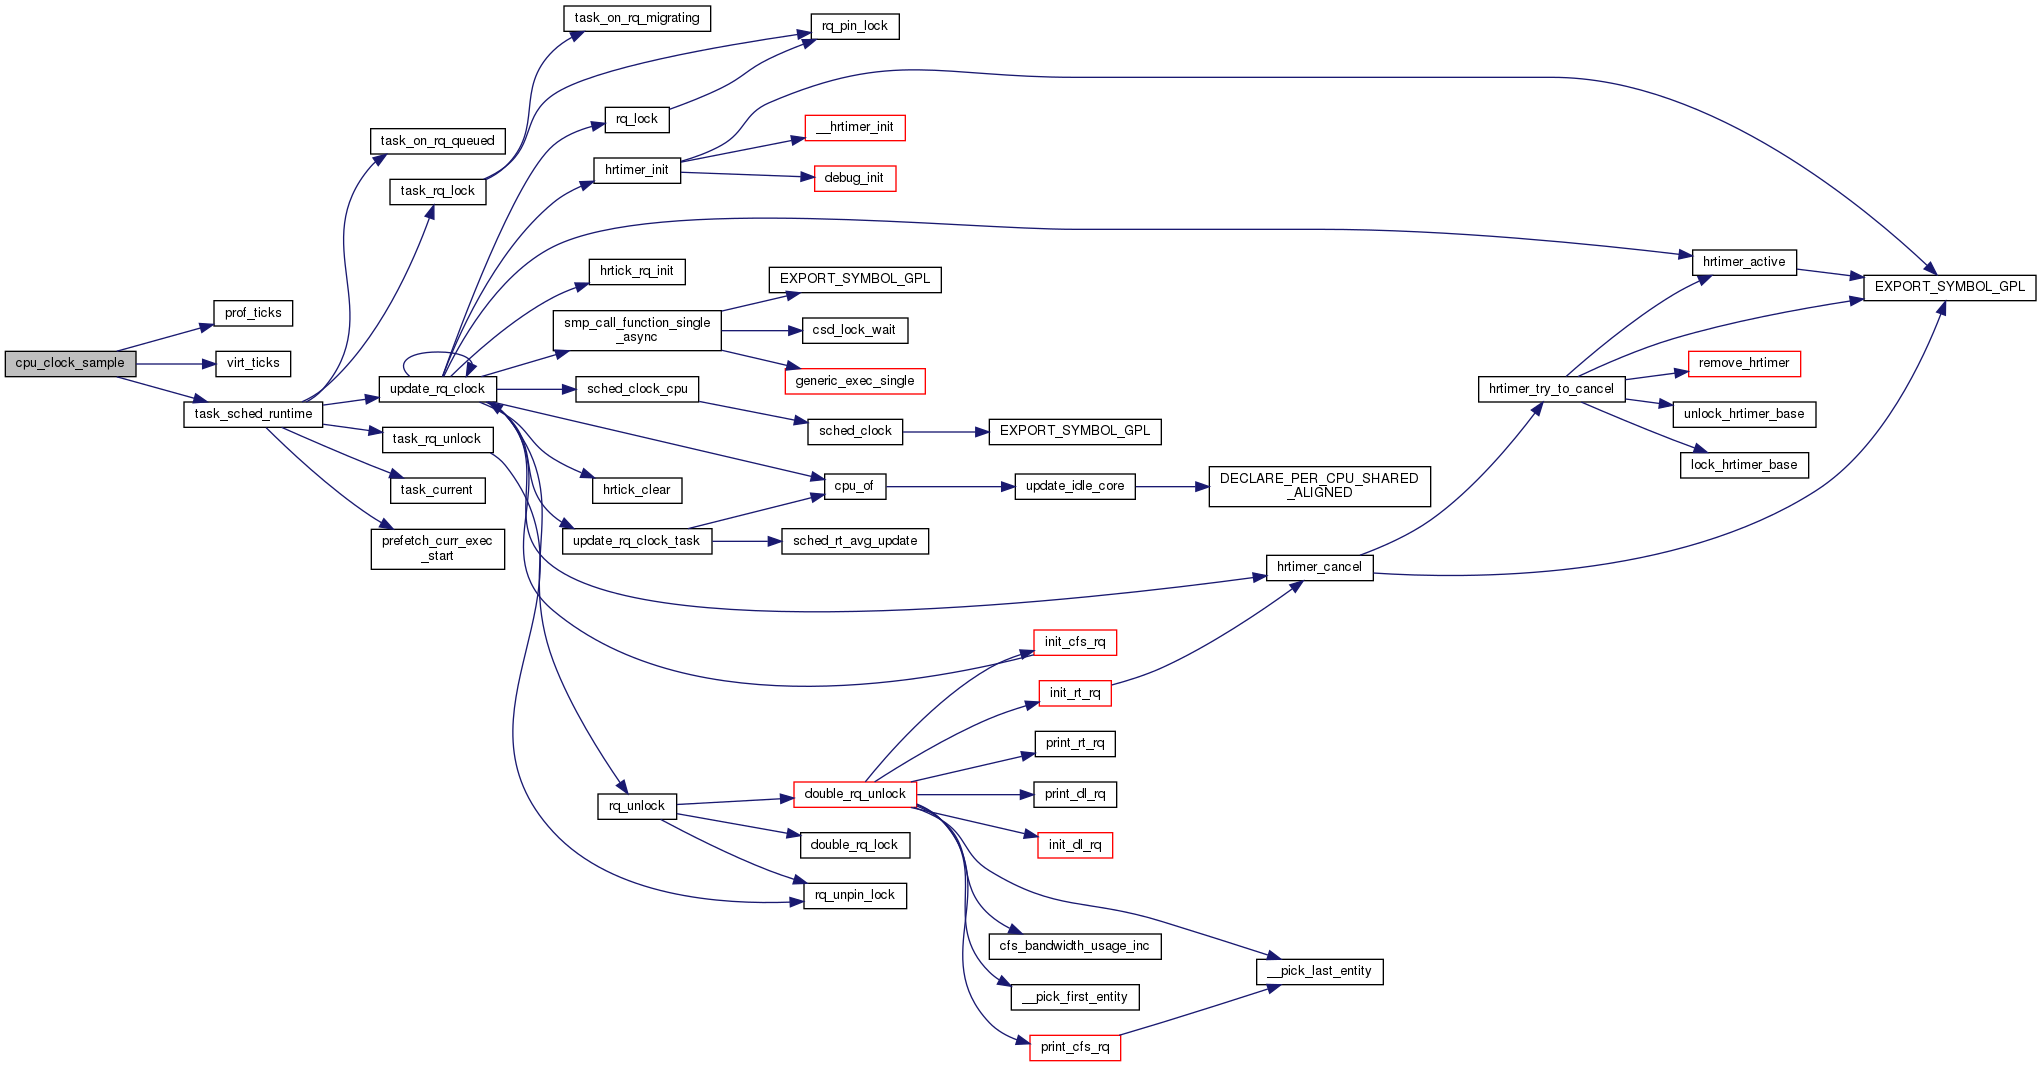 task_on_rq_migrating
rq_pin_lock
rq_lock
__hrtimer_init
task_on_rq_queued
hrtimer_init
debug_init
task_rq_lock
hrtimer_active
hrtick_rq_init
EXPORT_SYMBOL_GPL
EXPORT_SYMBOL_GPL
prof_ticks
smp_call_function_single
_async
csd_lock_wait
cpu_clock_sample
virt_ticks
remove_hrtimer
generic_exec_single
update_rq_clock
sched_clock_cpu
hrtimer_try_to_cancel
task_sched_runtime
unlock_hrtimer_base
task_rq_unlock
sched_clock
EXPORT_SYMBOL_GPL
lock_hrtimer_base
task_current
hrtick_clear
cpu_of
update_idle_core
DECLARE_PER_CPU_SHARED
_ALIGNED
prefetch_curr_exec
_start
update_rq_clock_task
sched_rt_avg_update
hrtimer_cancel
init_cfs_rq
init_rt_rq
print_rt_rq
double_rq_unlock
print_dl_rq
rq_unlock
double_rq_lock
init_dl_rq
rq_unpin_lock
cfs_bandwidth_usage_inc
__pick_last_entity
__pick_first_entity
print_cfs_rq